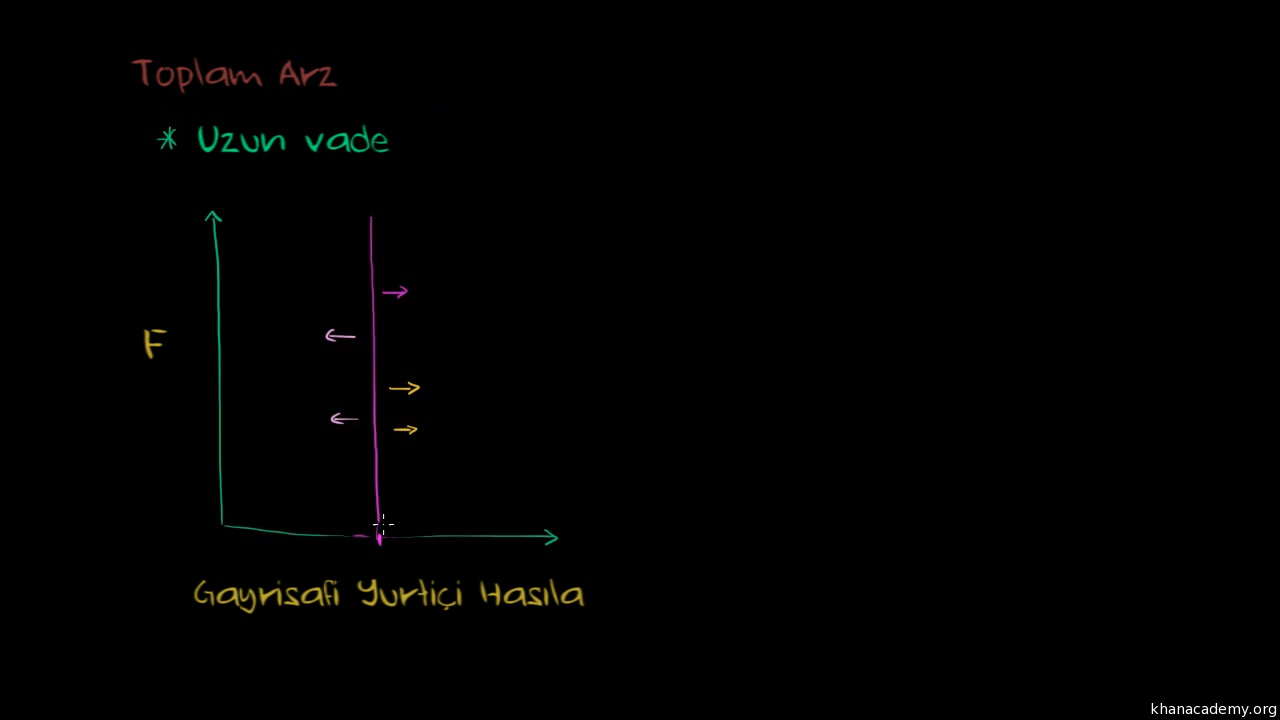 Toplam Arz
* Uzun vade
F
Gayrisafi Yurtiçi Hasıla
khanacademy.org